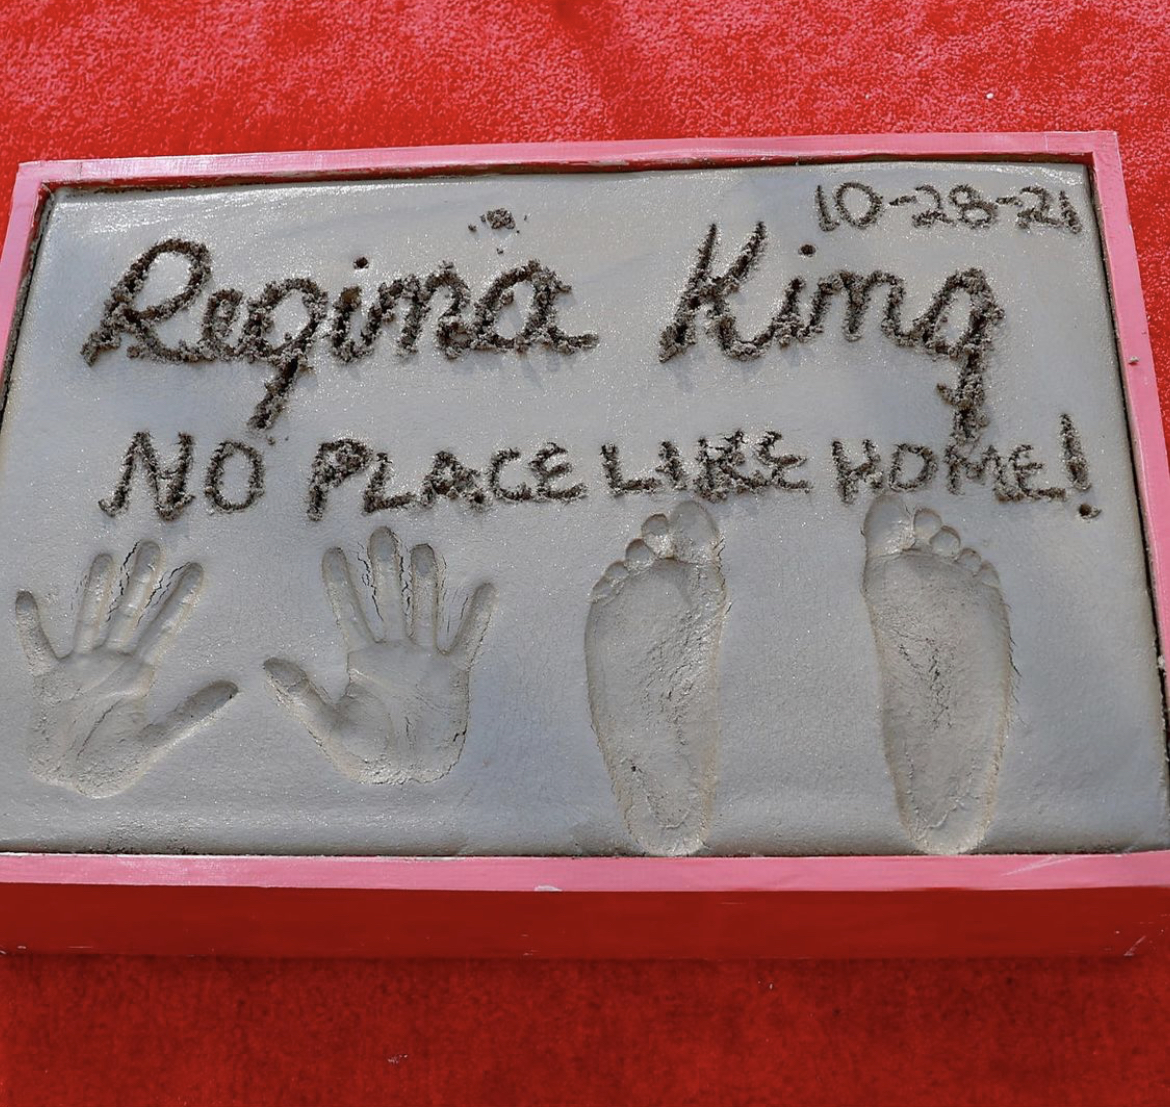 10-28-21
Regina King
NO PLACE LIKE HOME!